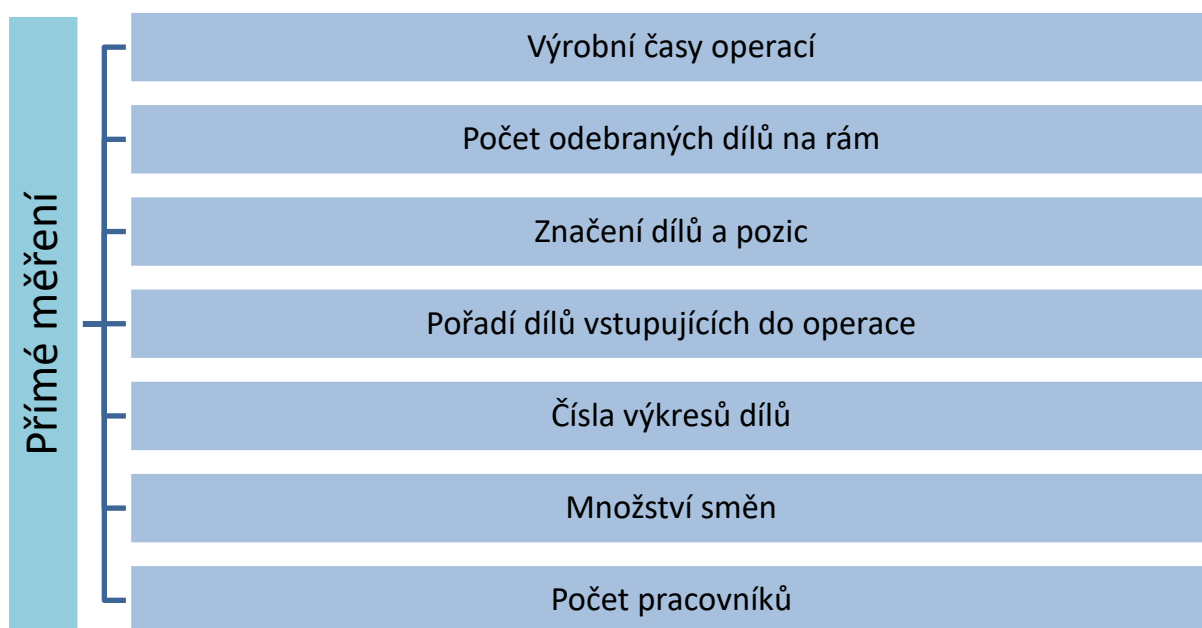 Přímé měření
Výrobní časy operací
Počet odebraných dílů na rám
Značení dílů a pozic
Pořadí dílů vstupujících do operace
Čísla výkresů dílů
Množství směn
Počet pracovníků